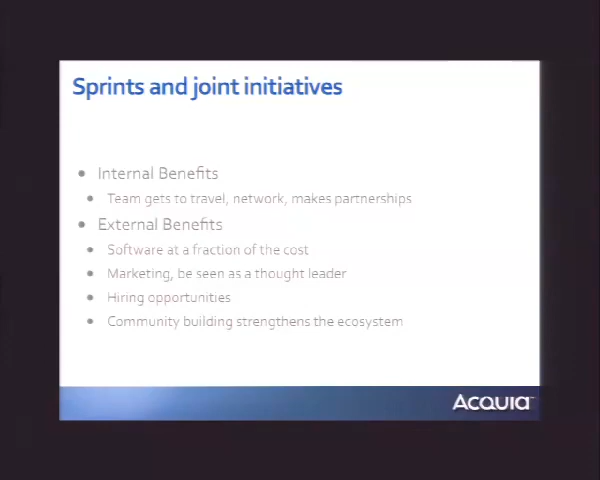 Sprints and joint initiatives
Internal Benefits
Team gets to travel, network, makes partnerships
External Benefits
Software at a fraction of the cost
Marketing, be seen as a thought leader
Hiring opportunities
Community building strengthens the ecosystem
ACQUIA